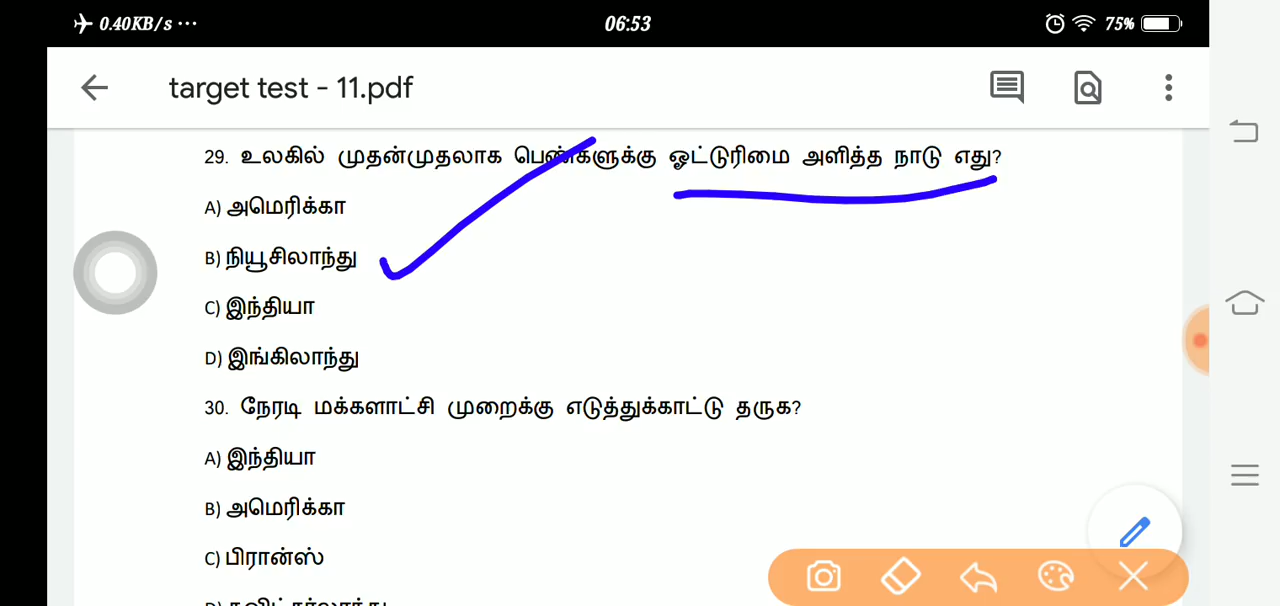 0.40KB/s ...
06:53
75%
target test - 11.pdf
29. உலகில் முதன்முதலாக பெண்களுக்கு ஓட்டுரிமை அளித்த நாடு எது?
A) அமெரிக்கா
B) நியூசிலாந்து
C) இந்தியா
D) இங்கிலாந்து
30. நேரடி மக்களாட்சி முறைக்கு எடுத்துக்காட்டு தருக?
A) இந்தியா
B) அமெரிக்கா
C) பிரான்ஸ்